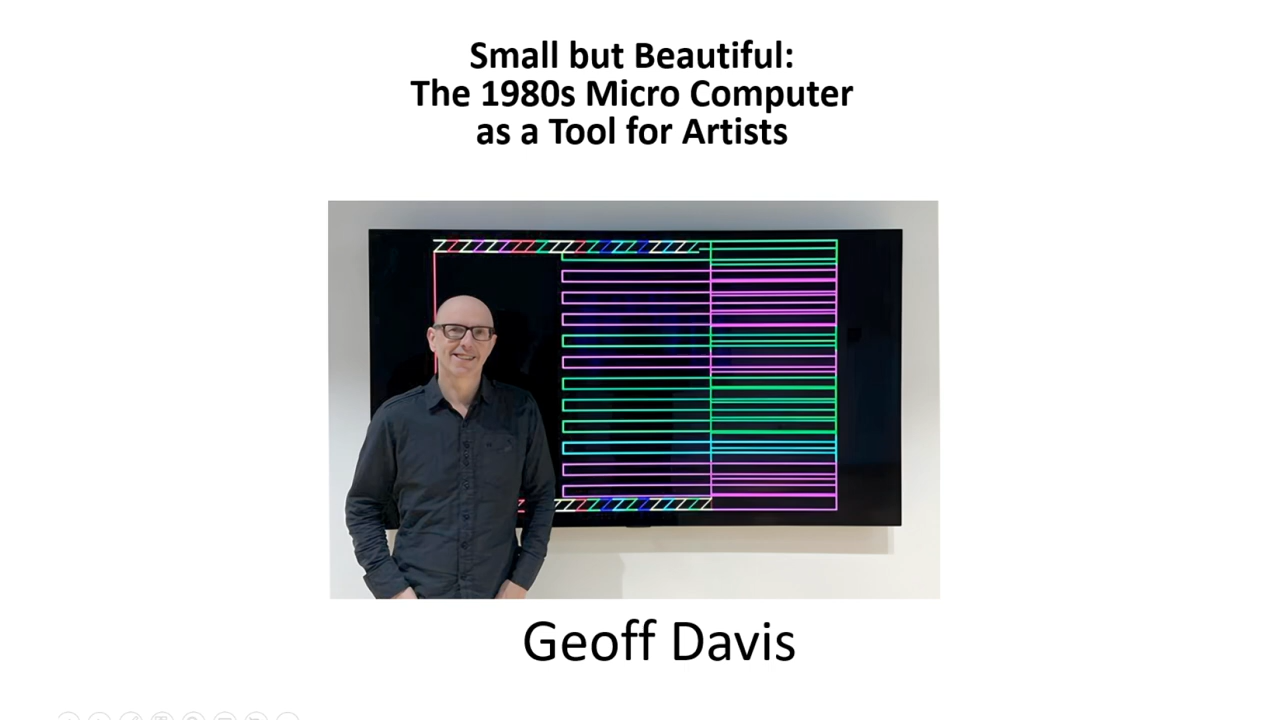 Small but Beautiful:
The 1980s Micro Computer
as a Tool for Artists
Geoff Davis